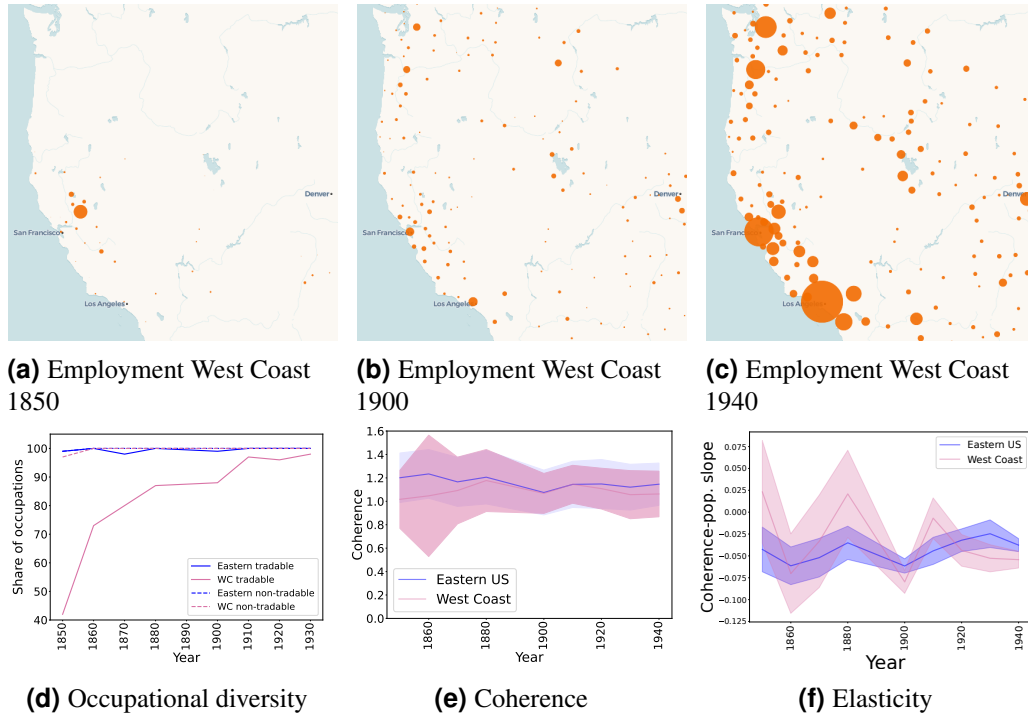 Denver
San Francisco
Los Angeles
Denver
San Francisco
Los Angeles
Denver
San Francisco
Los Angeles
(a) Employment West Coast
1850
(b) Employment West Coast
1900
(c) Employment West Coast
1940
Share of occupations
100
90
80
70
60
50
40
Eastern tradable
WC tradable
Eastern non-tradable
WC non-tradable
1850
1860
1870
1880
1890
1900
1910
1920
1930
Year
(d) Occupational diversity
Coherence
1.6
1.4
1.2
1.0
0.8
0.6
0.4
0.2
0.0
Eastern US
West Coast
1860
1880
1900
1920
1940
Year
(e) Coherence
Coherence-pop. slope
0.075
0.050
0.025
0.000
−0.025
−0.050
−0.075
−0.100
−0.125
Eastern US
West Coast
1860
1880
1900
1920
1940
Year
(f) Elasticity